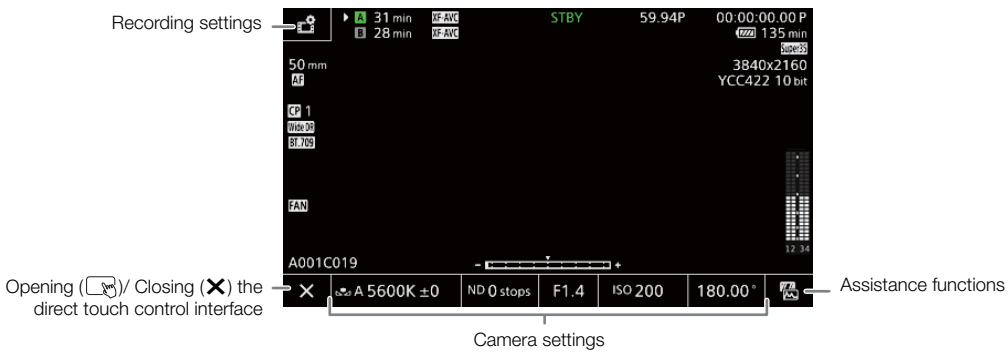 Recording settings
A 31 min XF-AVC STBY 59.94P 00:00:00.00 P
B 28 min XF-AVC 135 min
Super35
50 mm 3840x2160
AF YCC422 10 bit
CP 1
Wide DR
BT.709
FAN
12 34
A001C019 - +
Opening ( )/ Closing (✕) the
direct touch control interface
✕ A 5600K ±0 ND 0 stops F1.4 ISO 200 180.00°
Assistance functions
Camera settings